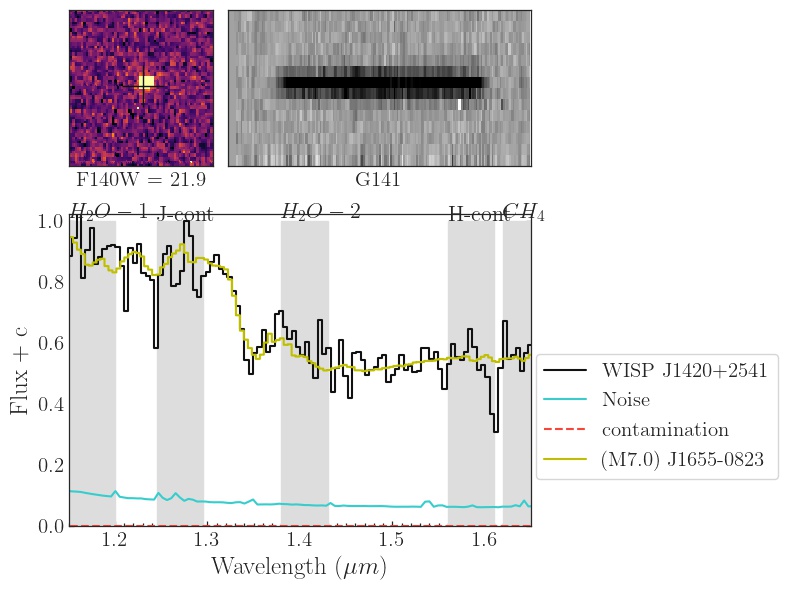 F140W = 21.9
G141
H₂O − 1
J-cont
H₂O − 2
H-cont
CH₄
1.0
0.8
0.6
0.4
0.2
0.0
Flux + c
1.2
1.3
1.4
1.5
1.6
Wavelength (μm)
WISP J1420+2541
Noise
contamination
(M7.0) J1655-0823